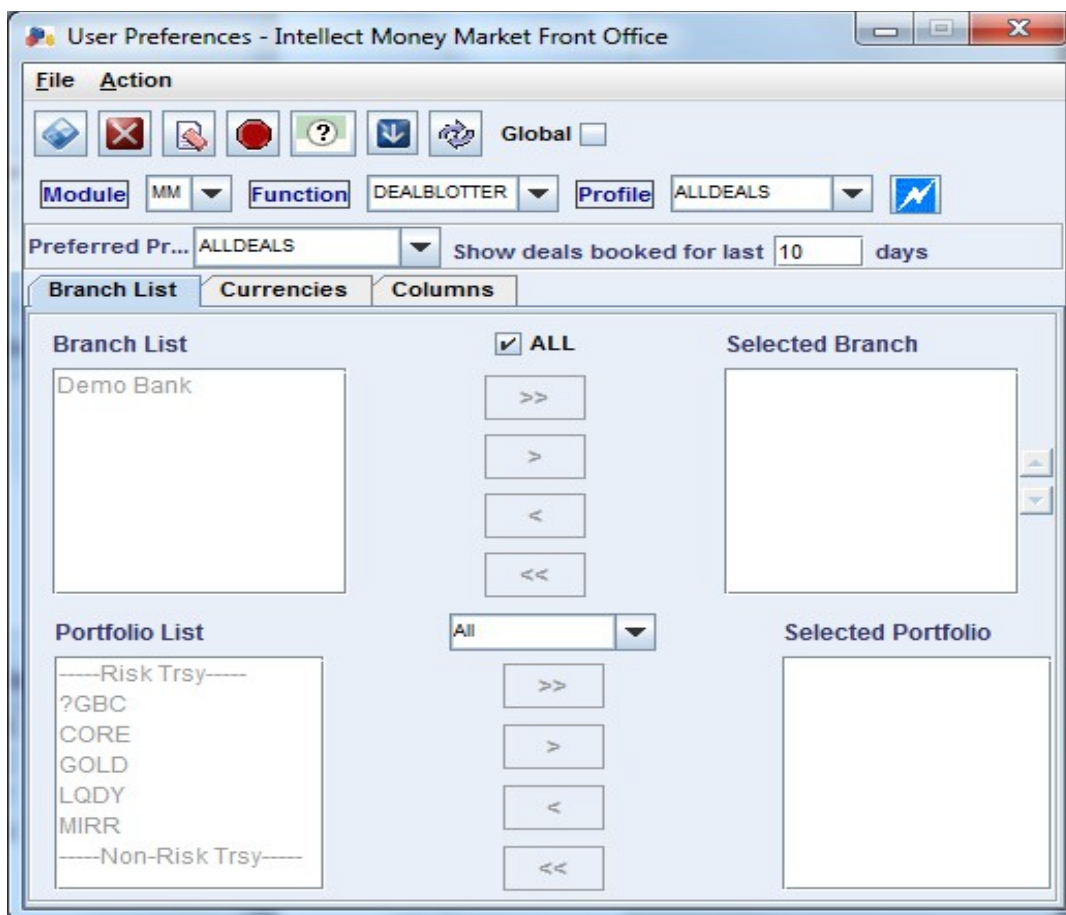 User Preferences - Intellect Money Market Front Office
File Action
? Global
Module MM Function DEALBLOTTER Profile ALLDEALS
Preferred Pr... ALLDEALS Show deals booked for last 10 days
Branch List Currencies Columns
Branch List ALL Selected Branch
Demo Bank
>>
>
<
<<
Portfolio List All Selected Portfolio
-----Risk Trsy-----
?GBC
CORE
GOLD
LQDY
MIRR
-----Non-Risk Trsy-----
>>
>
<
<<